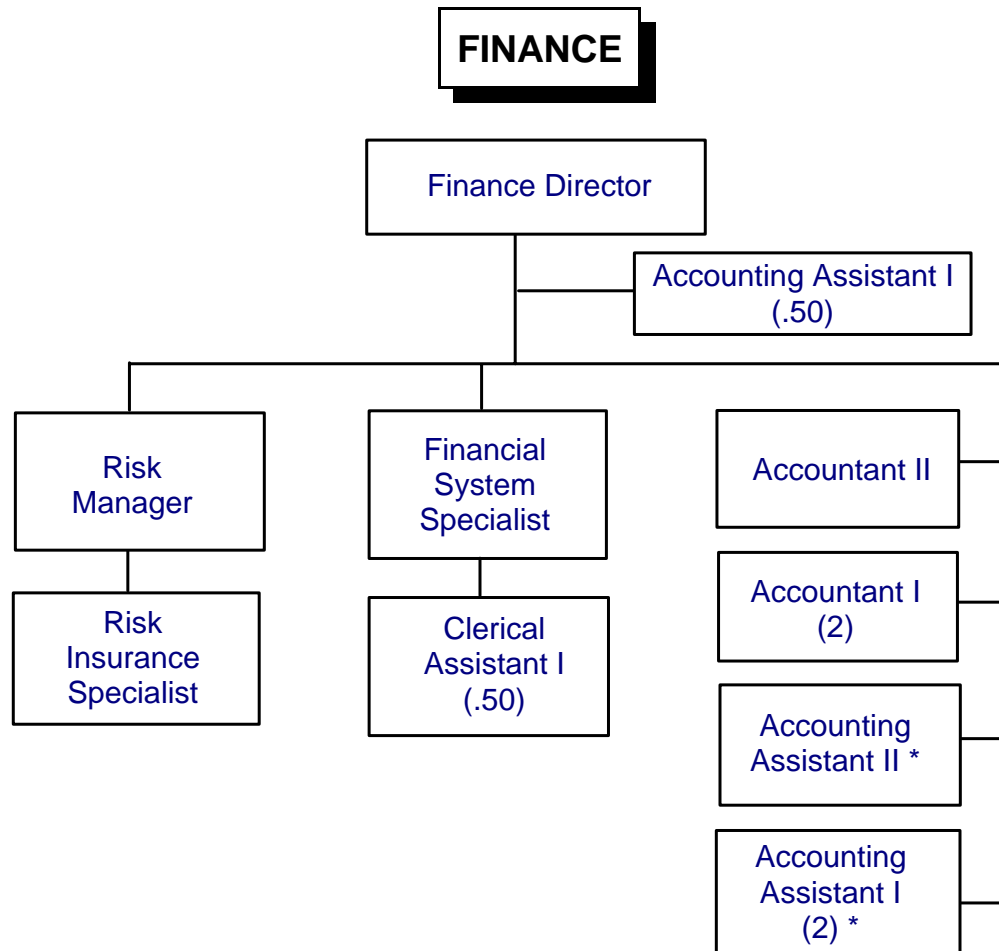 FINANCE
Finance Director
Accounting Assistant I
(.50)
Risk
Manager
Financial
System
Specialist
Accountant II
Risk
Insurance
Specialist
Clerical
Assistant I
(.50)
Accountant I
(2)
Accounting
Assistant II *
Accounting
Assistant I
(2) *